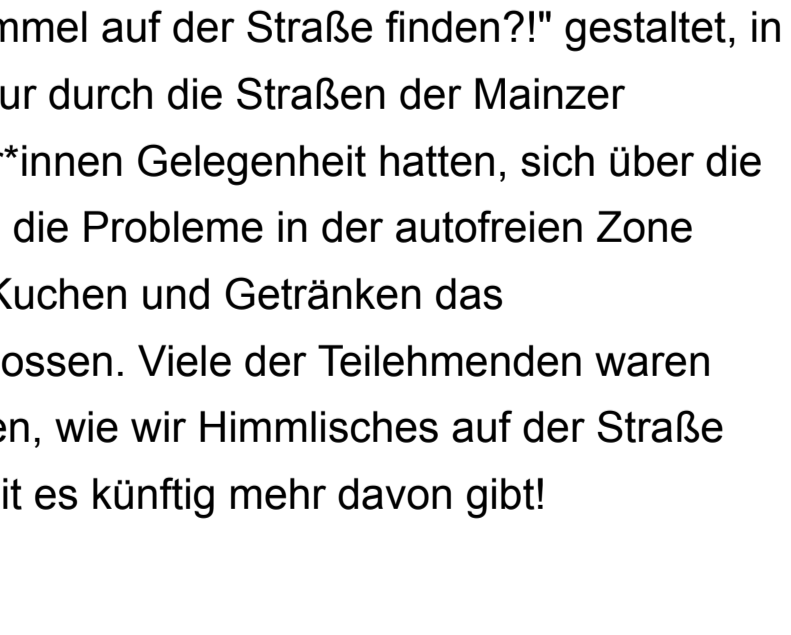 mmel auf der Straße finden?!" gestaltet, in
ur durch die Straßen der Mainzer
r*innen Gelegenheit hatten, sich über die
die Probleme in der autofreien Zone
Kuchen und Getränken das
ossen. Viele der Teilehmenden waren
en, wie wir Himmlisches auf der Straße
it es künftig mehr davon gibt!